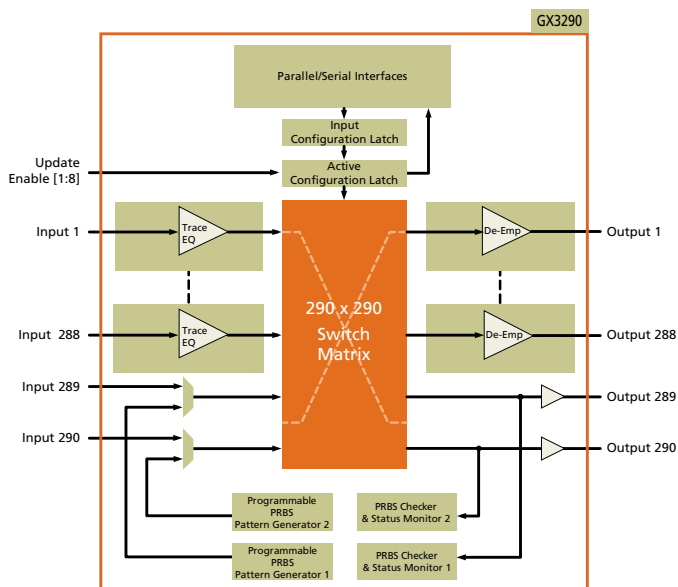 GX3290
Parallel/Serial Interfaces
Input
Configuration Latch
Update
Enable [1:8]
Active
Configuration Latch
Input 1
Trace
EQ
De-Emp
Output 1
290 x 290
Switch
Matrix
Input 288
Trace
EQ
De-Emp
Output 288
Input 289
Output 289
Input 290
Output 290
Programmable
PRBS
Pattern Generator 2
PRBS Checker
& Status Monitor 2
Programmable
PRBS
Pattern Generator 1
PRBS Checker
& Status Monitor 1